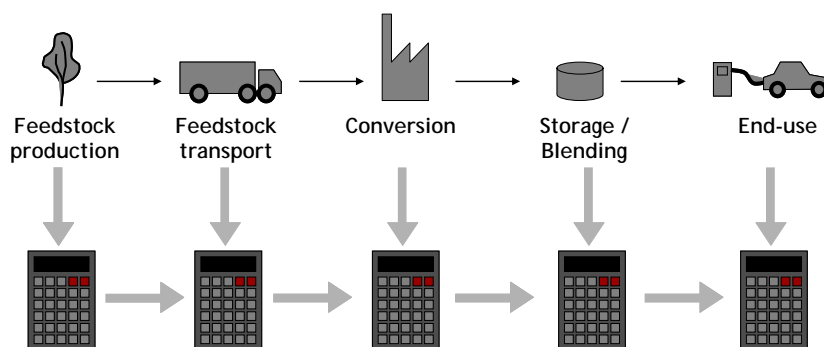 Feedstock
production
Feedstock
transport
Conversion
Storage /
Blending
End-use